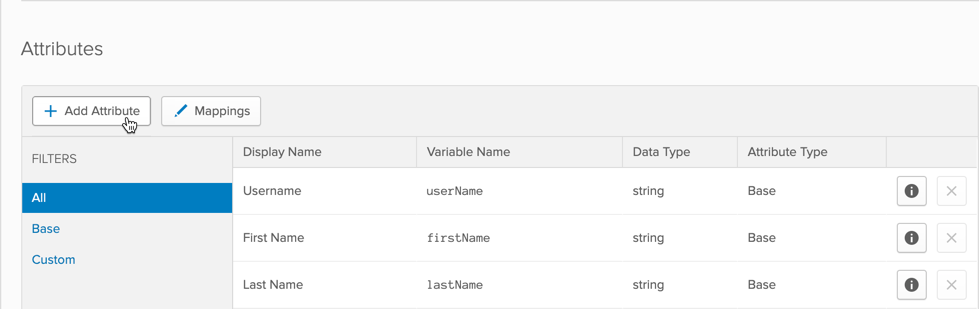 Attributes
Add Attribute Mappings
FILTERS
All
Base
Custom
Display Name Variable Name Data Type Attribute Type
Username userName string Base
First Name firstName string Base
Last Name lastName string Base